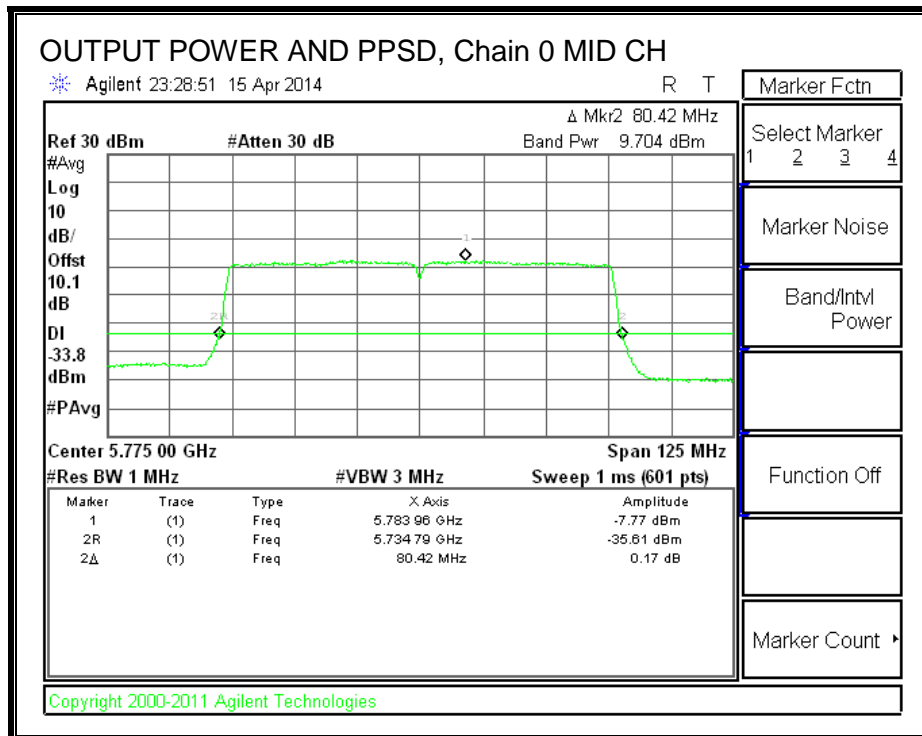 OUTPUT POWER AND PPSD, Chain 0 MID CH
Agilent 23:28:51 15 Apr 2014 R T
Δ Mkr2 80.42 MHz
Ref 30 dBm #Atten 30 dB Band Pwr 9.704 dBm
#Avg
Log
10
dB/
Offst
10.1
dB
DI
-33.8
dBm
#PAvg
1
2R
2
Center 5.775 00 GHz Span 125 MHz
#Res BW 1 MHz #VBW 3 MHz Sweep 1 ms (601 pts)
Marker Trace Type X Axis Amplitude
1 (1) Freq 5.783 96 GHz -7.77 dBm
2R (1) Freq 5.734 79 GHz -35.61 dBm
2Δ (1) Freq 80.42 MHz 0.17 dB
Copyright 2000-2011 Agilent Technologies
Marker Fctn
Select Marker
1 2 3 4
Marker Noise
Band/Intvl
Power
Function Off
Marker Count